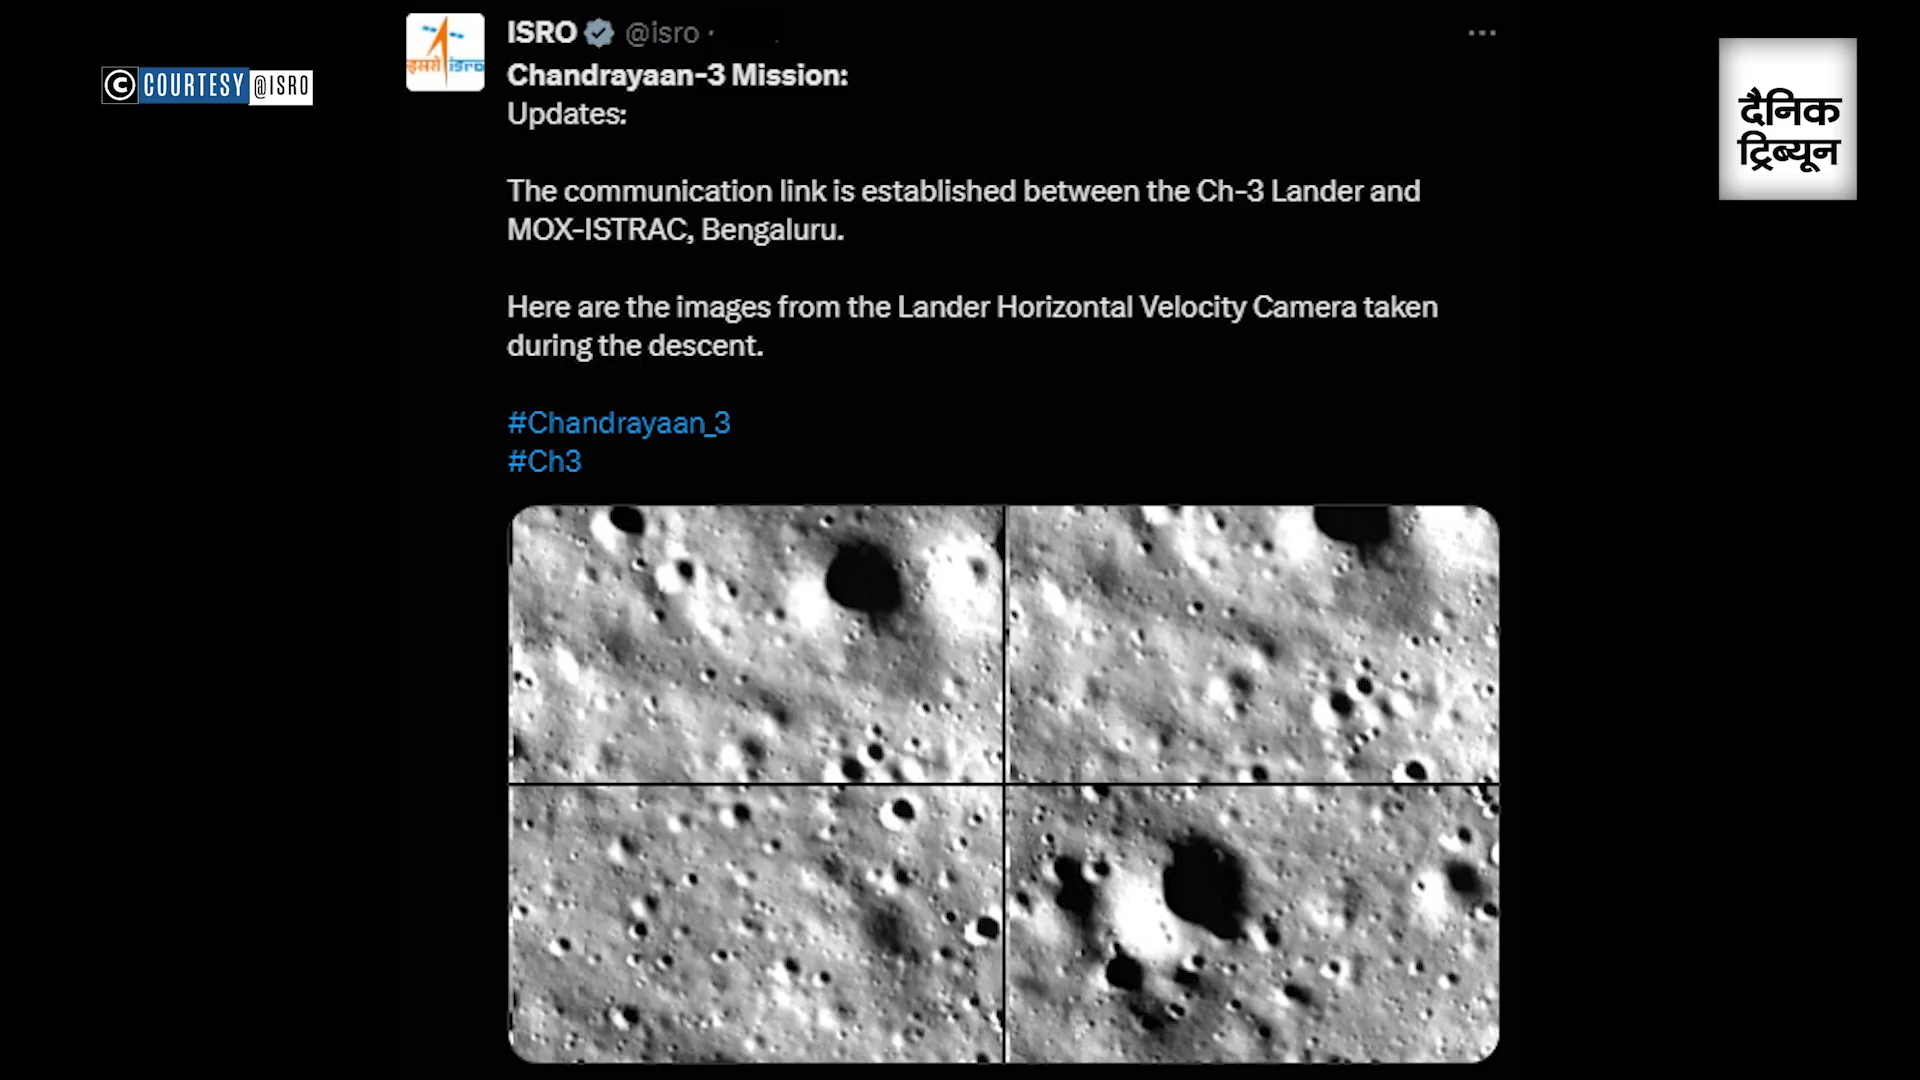 © COURTESY @ISRO
इसरो isro
ISRO @isro ·
Chandrayaan-3 Mission:
Updates:
The communication link is established between the Ch-3 Lander and
MOX-ISTRAC, Bengaluru.
Here are the images from the Lander Horizontal Velocity Camera taken
during the descent.
#Chandrayaan_3
#Ch3
दैनिक
ट्रिब्यून